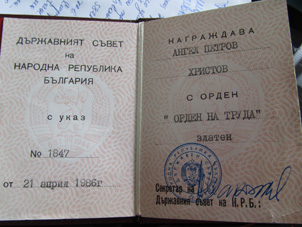 ДЪРЖАВНИЯТ СЪВЕТ
на
НАРОДНА РЕПУБЛИКА
БЪЛГАРИЯ
с указ
No 1647
от 21 април 1986г
НАГРАЖДАВА
АНГЕЛ ПЕТРОВ
ХРИСТОВ
С ОРДЕН
"ОРДЕН НА ТРУДА"
златен
Секретар на
Държавния съвет на Н.Р.Б.: